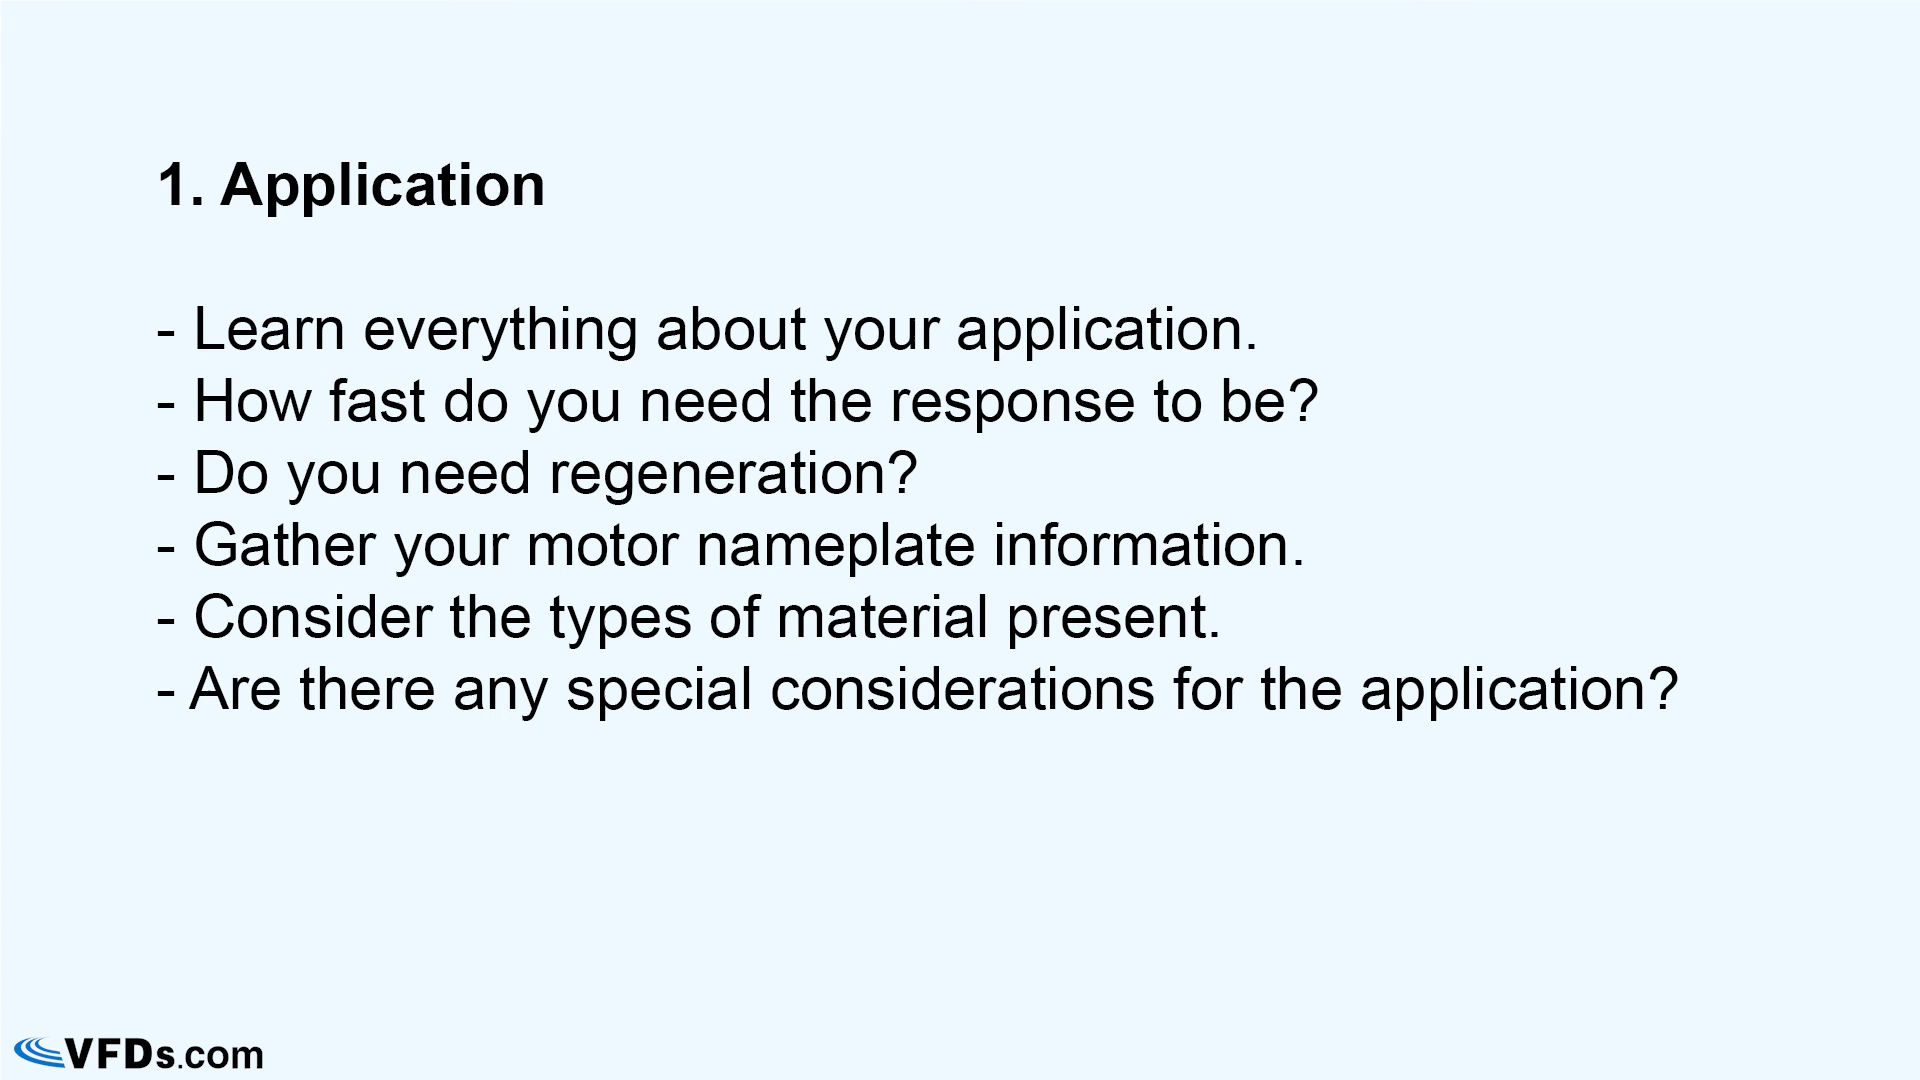 1. Application
- Learn everything about your application.
- How fast do you need the response to be?
- Do you need regeneration?
- Gather your motor nameplate information.
- Consider the types of material present.
- Are there any special considerations for the application?
VFDs.com